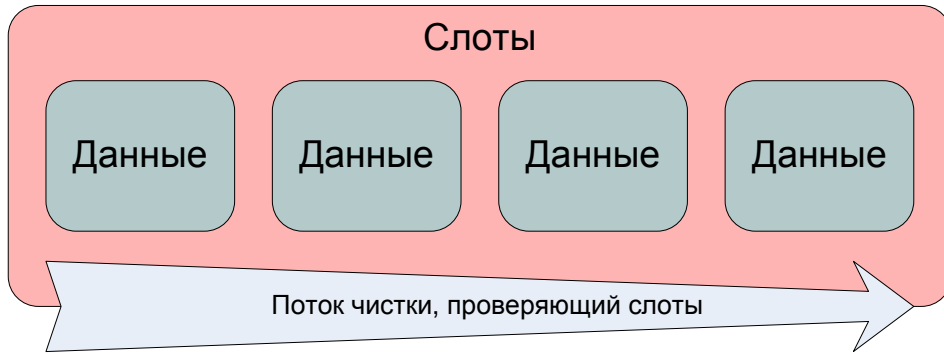 Слоты
Данные Данные Данные Данные
Поток чистки, проверяющий слоты